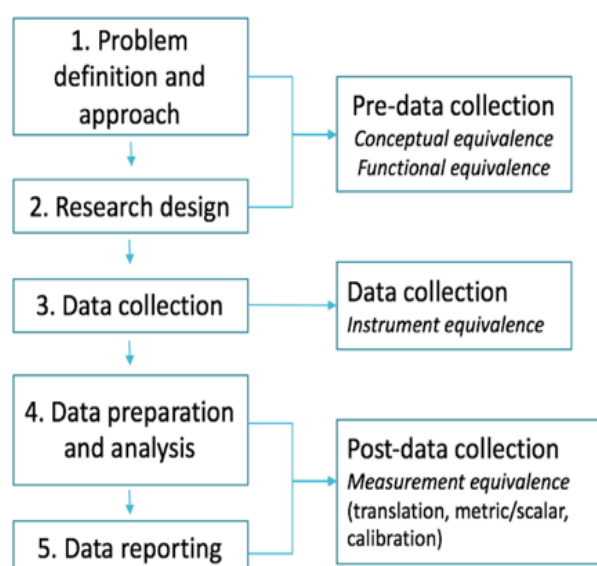 1. Problem
definition and
approach
2. Research design
3. Data collection
4. Data preparation
and analysis
5. Data reporting
Pre-data collection
Conceptual equivalence
Functional equivalence
Data collection
Instrument equivalence
Post-data collection
Measurement equivalence
(translation, metric/scalar,
calibration)